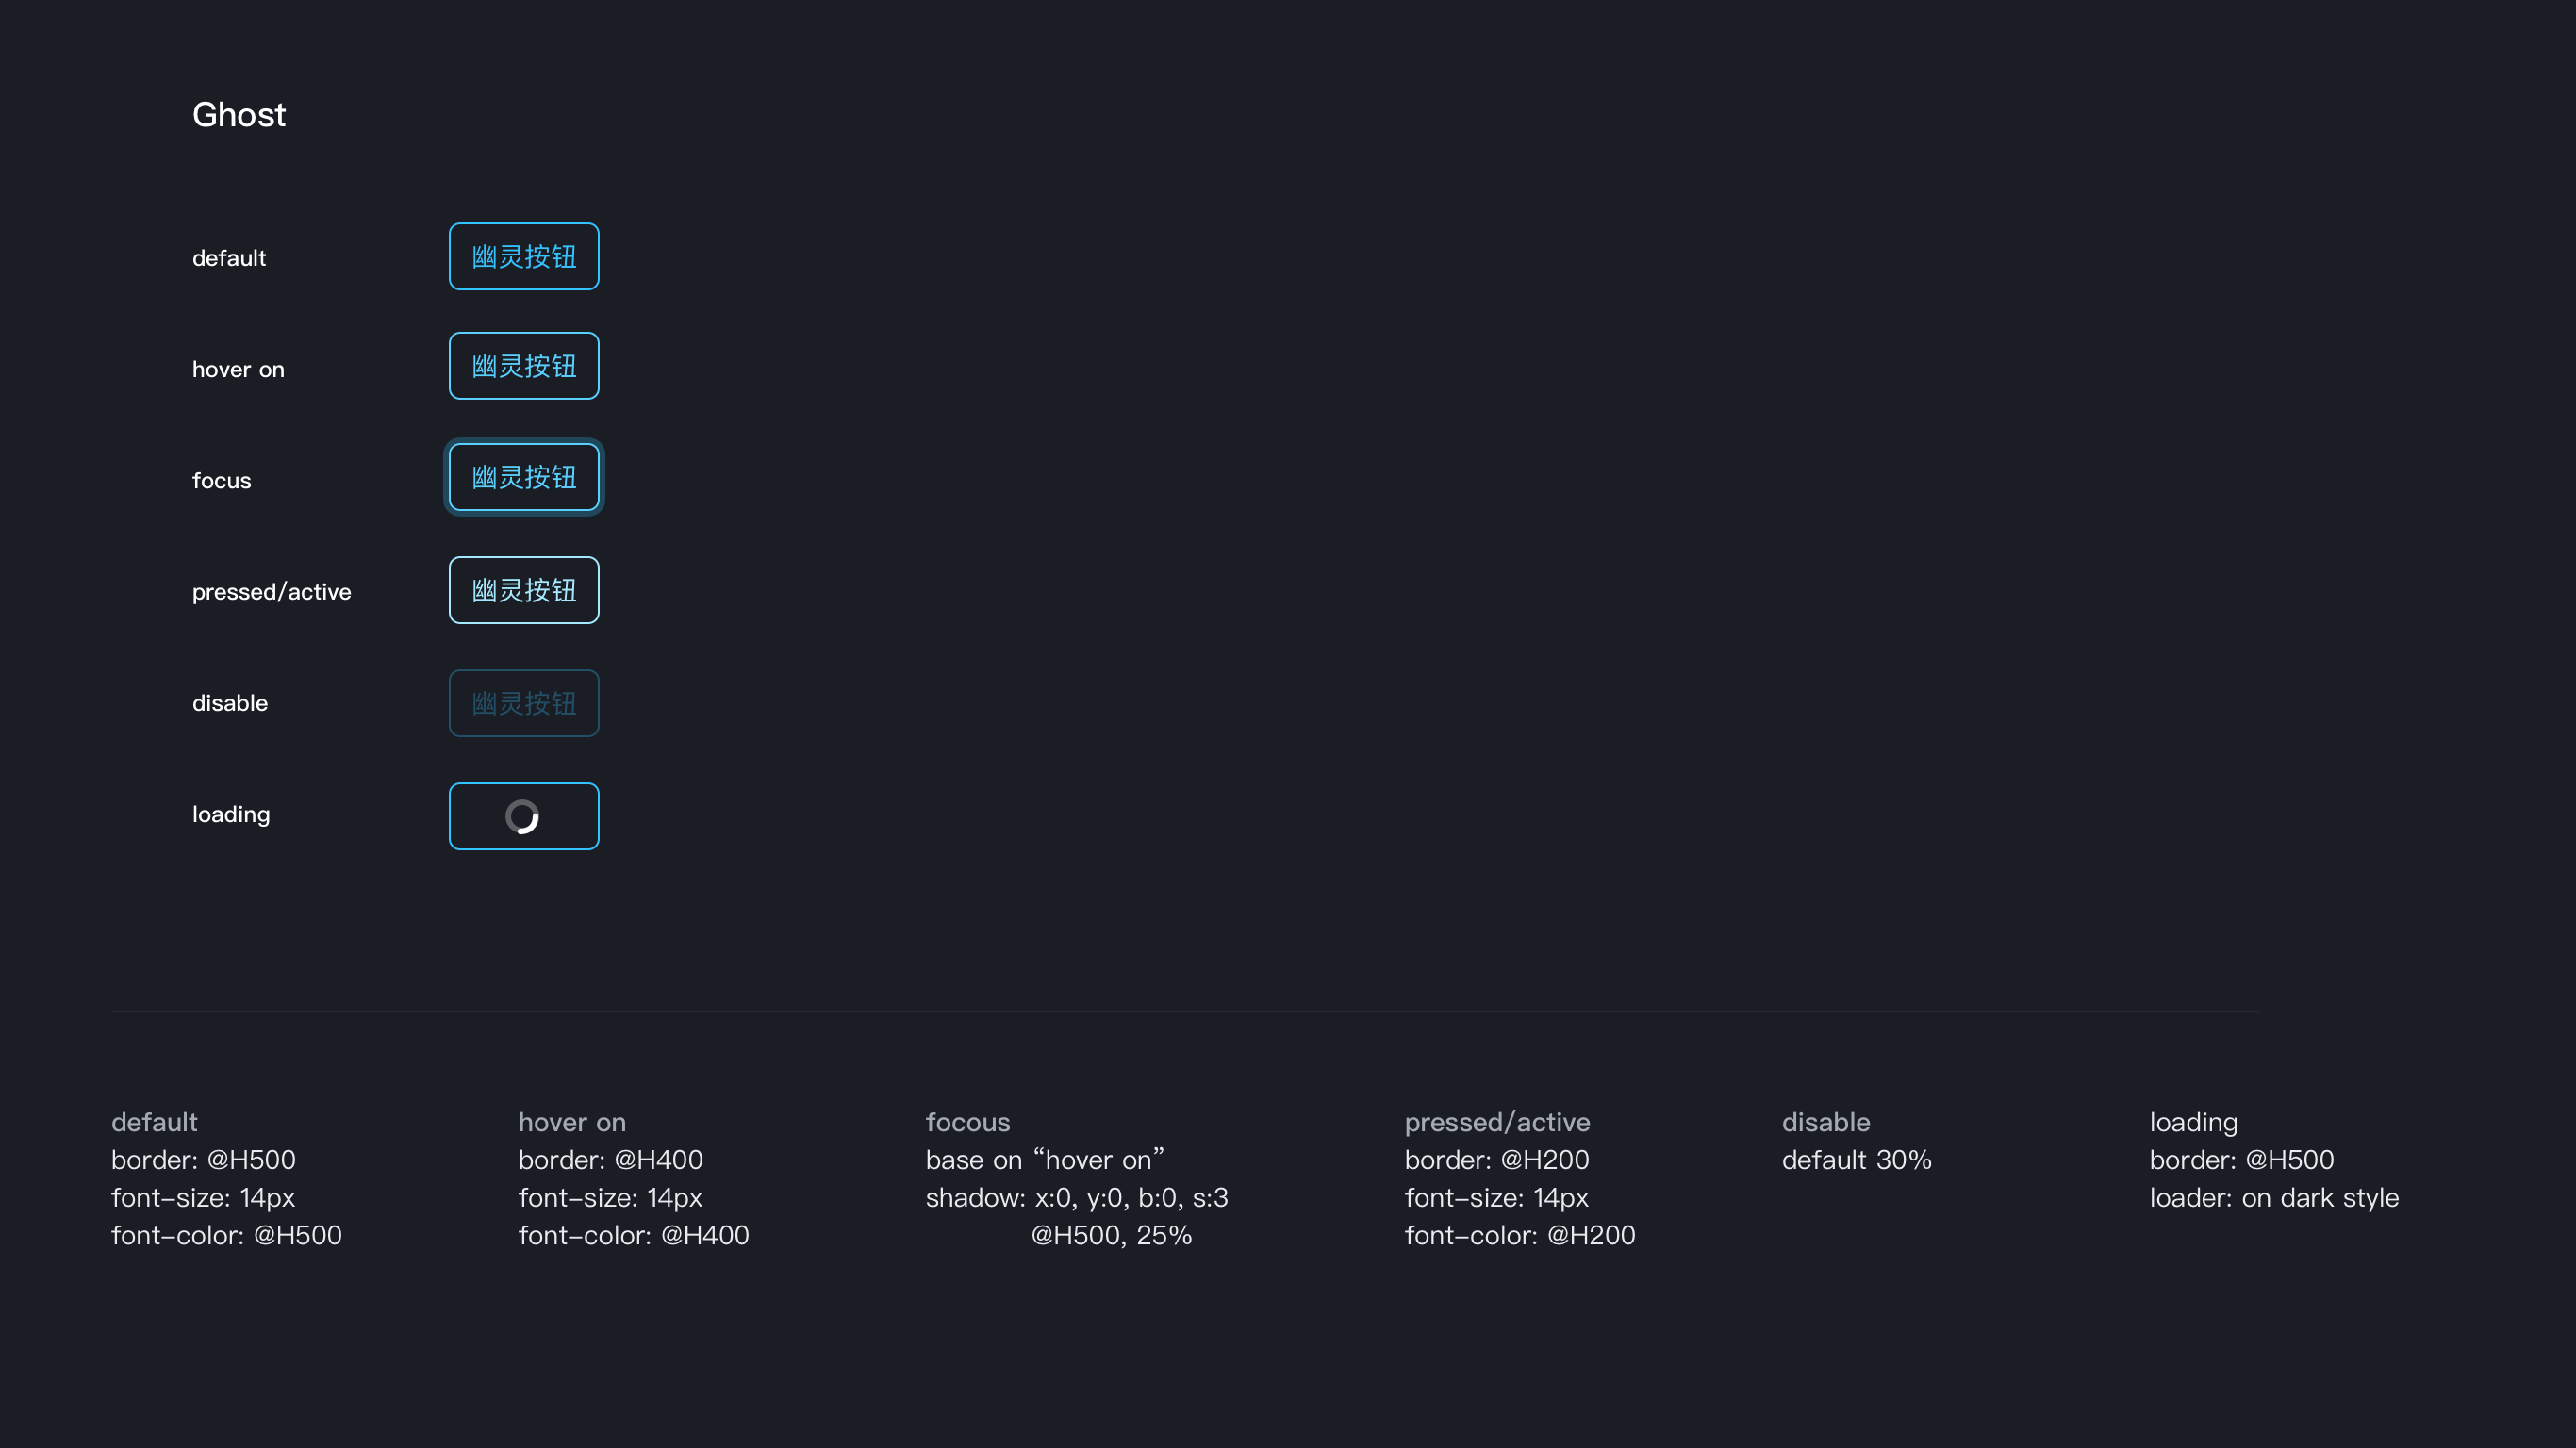 Ghost
default
幽灵按钮
hover on
幽灵按钮
focus
幽灵按钮
pressed/active
幽灵按钮
disable
幽灵按钮
loading
default
border: @H500
font-size: 14px
font-color: @H500
hover on
border: @H400
font-size: 14px
font-color: @H400
focous
base on “hover on”
shadow: x:0, y:0, b:0, s:3
@H500, 25%
pressed/active
border: @H200
font-size: 14px
font-color: @H200
disable
default 30%
loading
border: @H500
loader: on dark style